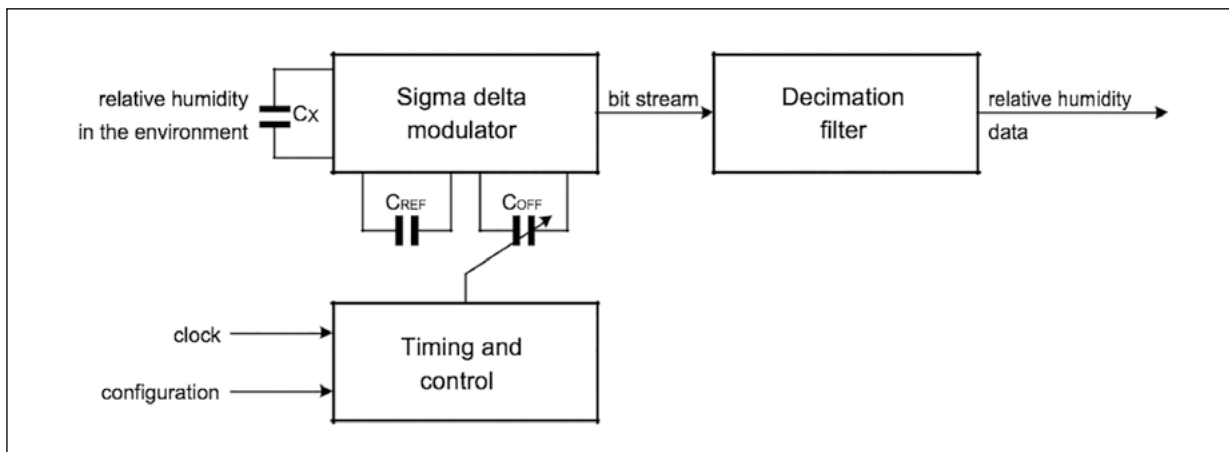 relative humidity
in the environment
CX
Sigma delta
modulator
bit stream
Decimation
filter
relative humidity
data
CREF
COFF
clock
configuration
Timing and
control